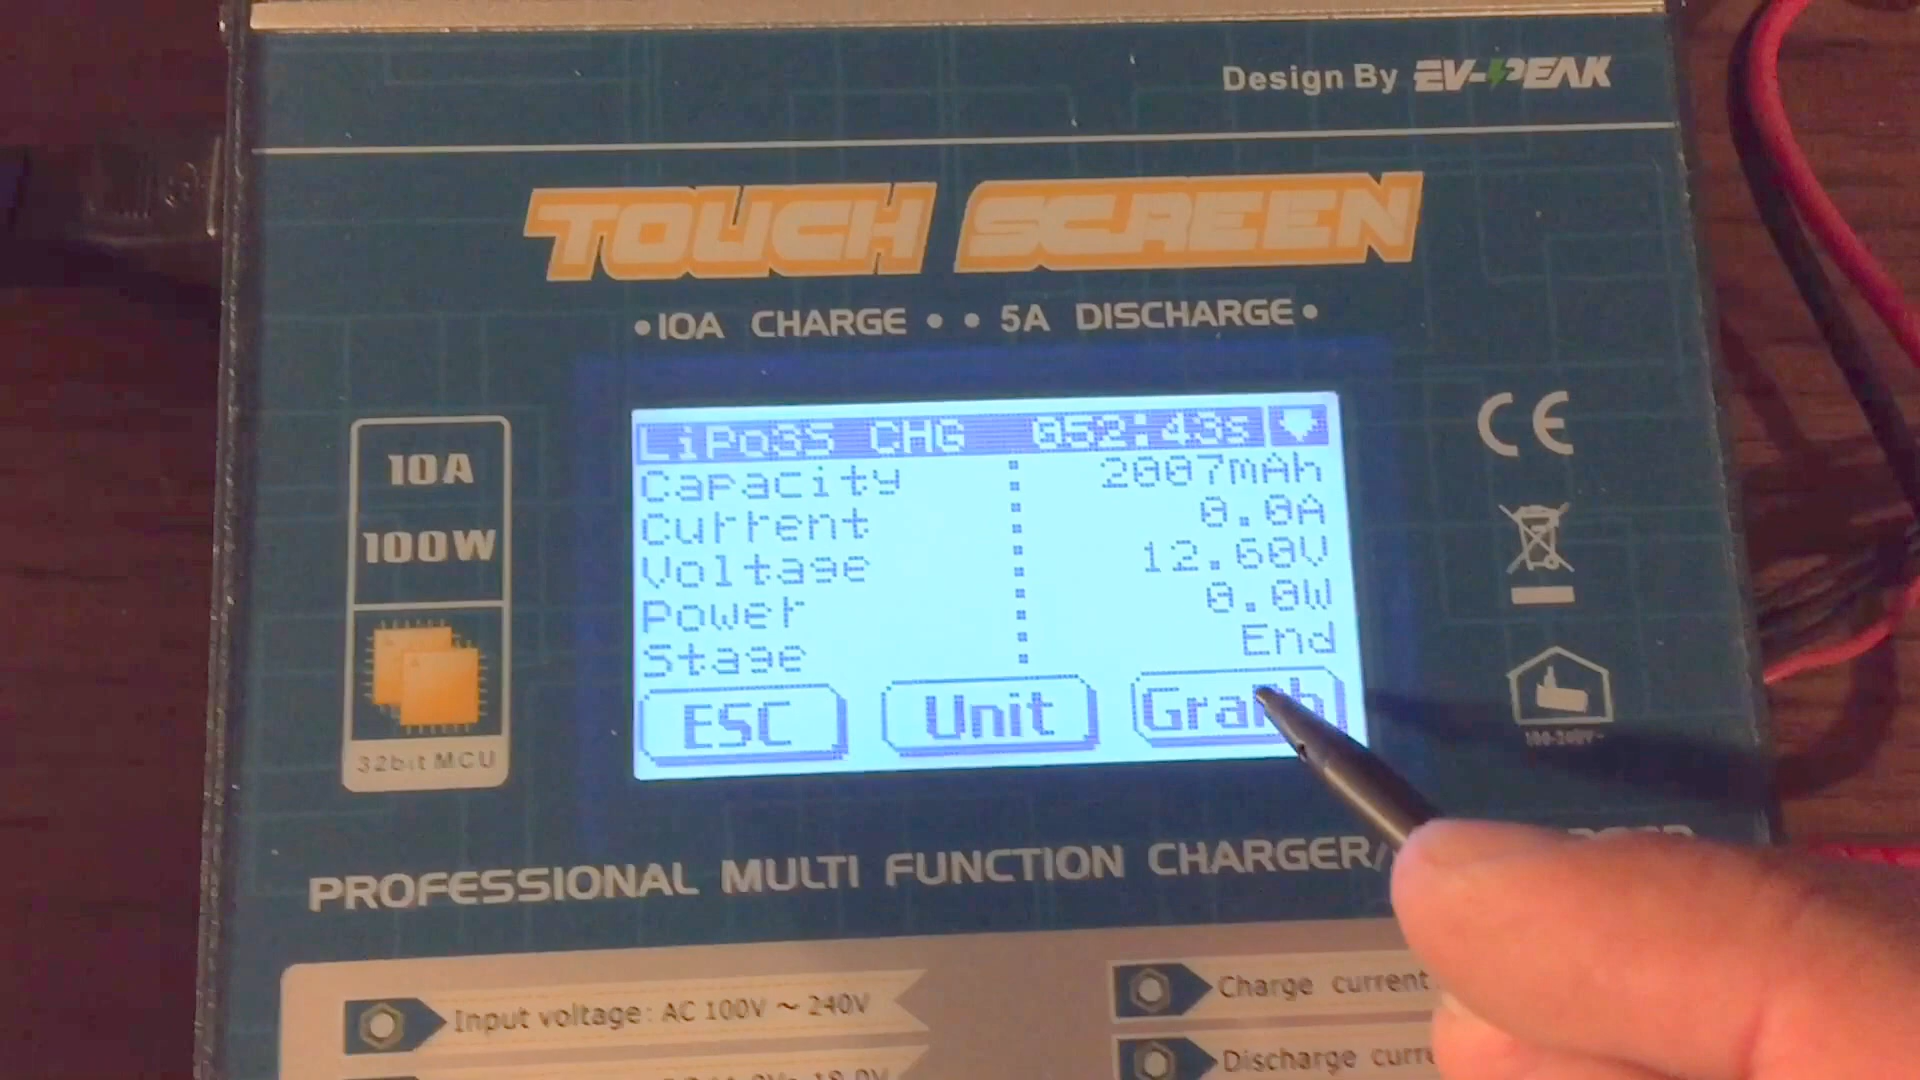 Design By EV-PEAK
TOUCH SCREEN
•10A CHARGE • • 5A DISCHARGE•
10A
100W
32bit MCU
LiPo3S CHG 052:43s
Capacity : 2007mAh
Current : 0.0A
Voltage : 12.60V
Power : 0.0W
Stage : End
ESC Unit Graph
CE
100-240V~
PROFESSIONAL MULTI FUNCTION CHARGER/
Input voltage: AC 100V ~ 240V
Charge current
Discharge